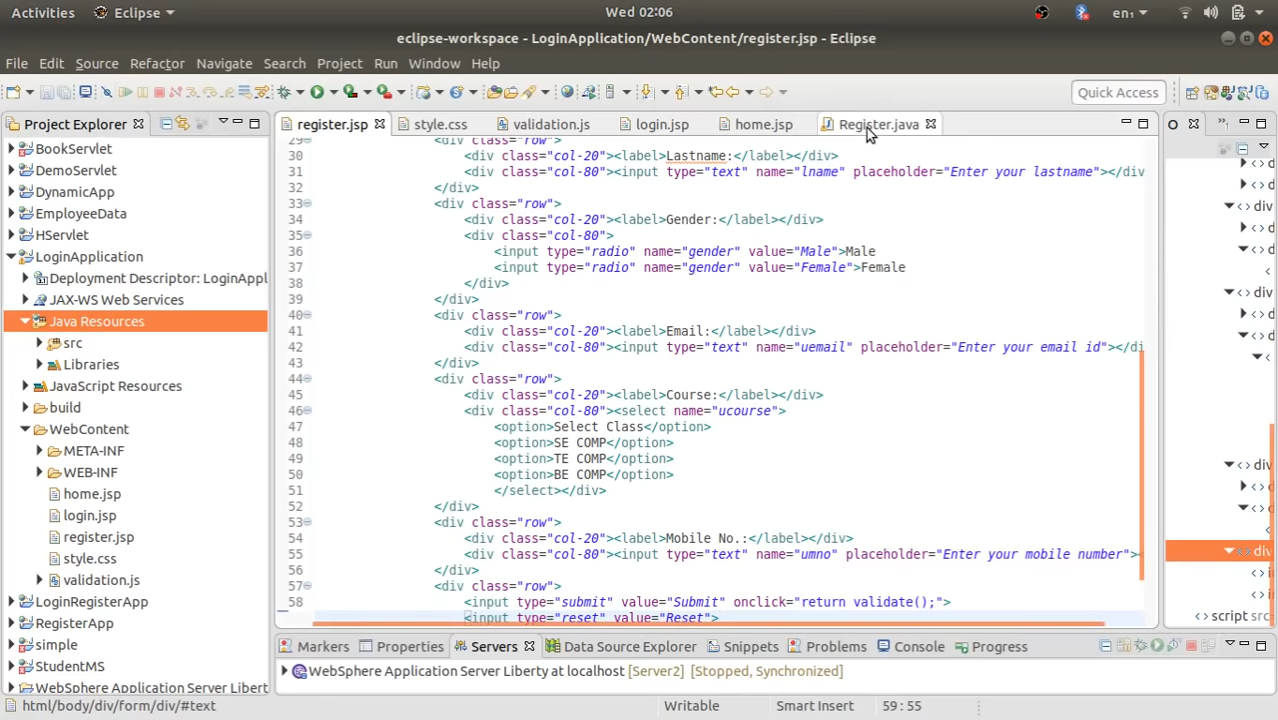 Activities Eclipse Wed 02:06 en₁
eclipse-workspace - LoginApplication/WebContent/register.jsp - Eclipse
File Edit Source Refactor Navigate Search Project Run Window Help
Quick Access
Project Explorer
BookServlet
DemoServlet
DynamicApp
EmployeeData
HServlet
LoginApplication
Deployment Descriptor: LoginAppl
JAX-WS Web Services
Java Resources
src
Libraries
JavaScript Resources
build
WebContent
META-INF
WEB-INF
home.jsp
login.jsp
register.jsp
style.css
validation.js
LoginRegisterApp
RegisterApp
simple
StudentMS
WebSphere Application Server Libert
register.jsp style.css validation.js login.jsp home.jsp Register.java
29 <div class="row">
30 <div class="col-20"><label>Lastname:</label></div>
31 <div class="col-80"><input type="text" name="lname" placeholder="Enter your lastname"></div
32 </div>
33 <div class="row">
34 <div class="col-20"><label>Gender:</label></div>
35 <div class="col-80">
36 <input type="radio" name="gender" value="Male">Male
37 <input type="radio" name="gender" value="Female">Female
38 </div>
39 </div>
40 <div class="row">
41 <div class="col-20"><label>Email:</label></div>
42 <div class="col-80"><input type="text" name="uemail" placeholder="Enter your email id"></di
43 </div>
44 <div class="row">
45 <div class="col-20"><label>Course:</label></div>
46 <div class="col-80"><select name="ucourse">
47 <option>Select Class</option>
48 <option>SE COMP</option>
49 <option>TE COMP</option>
50 <option>BE COMP</option>
51 </select></div>
52 </div>
53 <div class="row">
54 <div class="col-20"><label>Mobile No.:</label></div>
55 <div class="col-80"><input type="text" name="umno" placeholder="Enter your mobile number"><
56 </div>
57 <div class="row">
58 <input type="submit" value="Submit" onclick="return validate();">
<input type="reset" value="Reset">
O
di
d
<
div
d
d
<
div
d
d
<
div
d
d
<
div
i
i
script src
Markers Properties Servers Data Source Explorer Snippets Problems Console Progress
WebSphere Application Server Liberty at localhost [Server2] [Stopped, Synchronized]
html/body/div/form/div/#text Writable Smart Insert 59 : 55